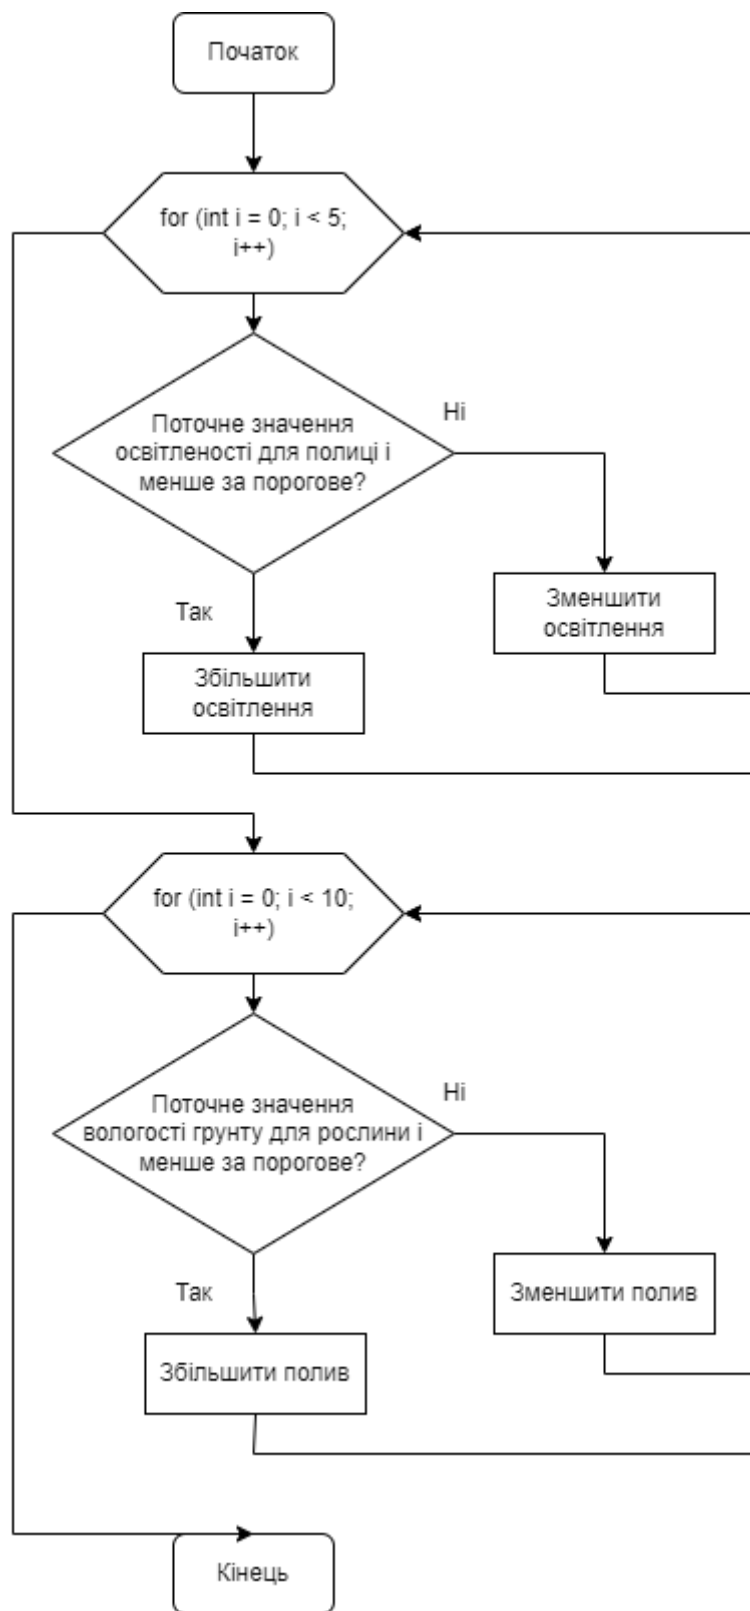 Початок
for (int i = 0; i < 5;
i++)
Поточне значення
освітленості для полиці і
менше за порогове?
Ні
Так
Зменшити
освітлення
Збільшити
освітлення
for (int i = 0; i < 10;
i++)
Поточне значення
вологості грунту для рослини і
менше за порогове?
Ні
Так
Зменшити полив
Збільшити полив
Кінець